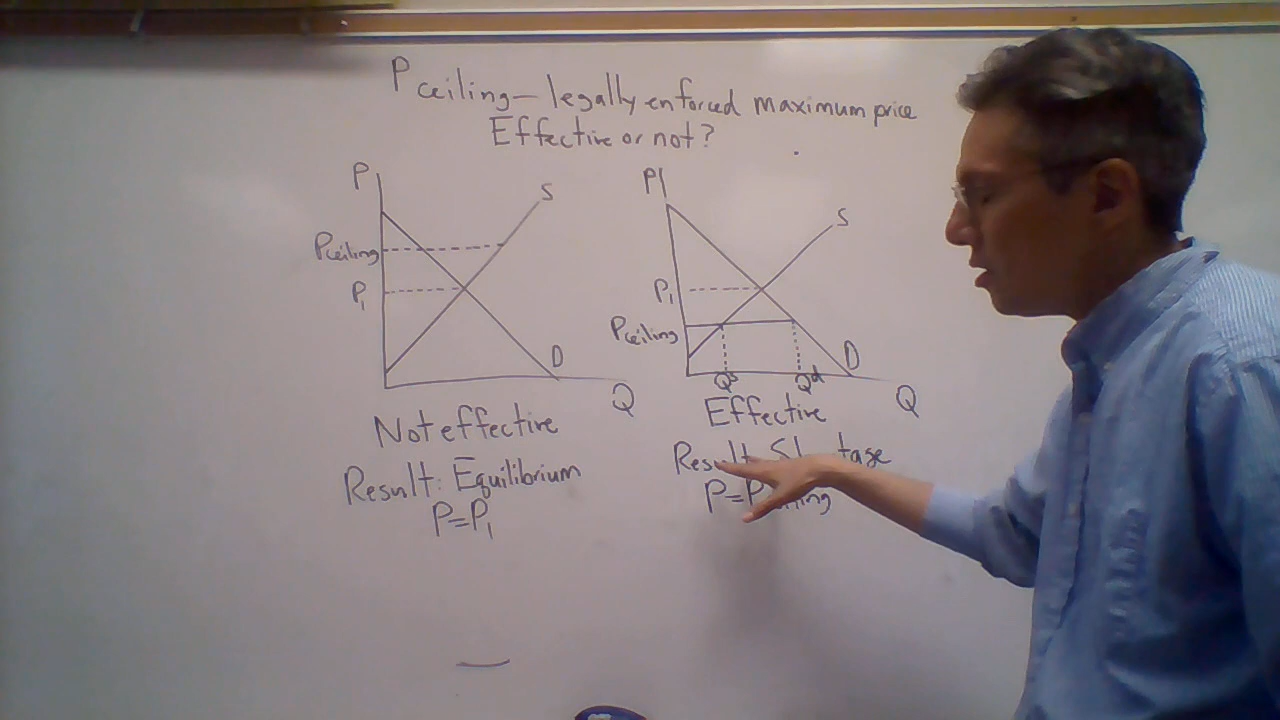 P ceiling – legally enforced maximum price
Effective or not?
P
S
Pceiling
P1
D
Q
Not effective
Result: Equilibrium
P=P1
P
S
P1
Pceiling
D
Qs
Qd
Q
Effective
Result
P=P